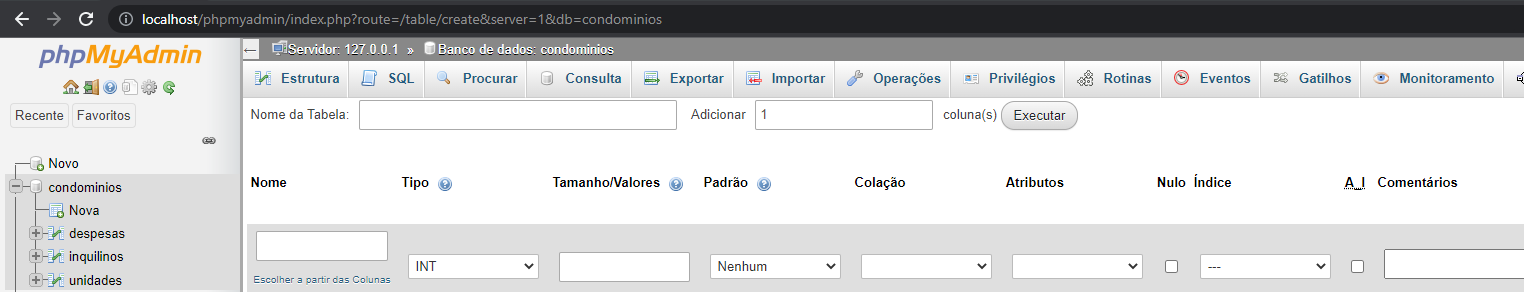 localhost/phpmyadmin/index.php?route=/table/create&server=1&db=condominios
phpMyAdmin
Recente Favoritos
Novo
condominios
Nova
despesas
inquilinos
unidades
Servidor: 127.0.0.1 » Banco de dados: condominios
Estrutura SQL Procurar Consulta Exportar Importar Operações Privilégios Rotinas Eventos Gatilhos Monitoramento
Nome da Tabela: Adicionar 1 coluna(s) Executar
Nome Tipo Tamanho/Valores Padrão Colação Atributos Nulo Índice A_I Comentários
INT Nenhum ---
Escolher a partir das Colunas